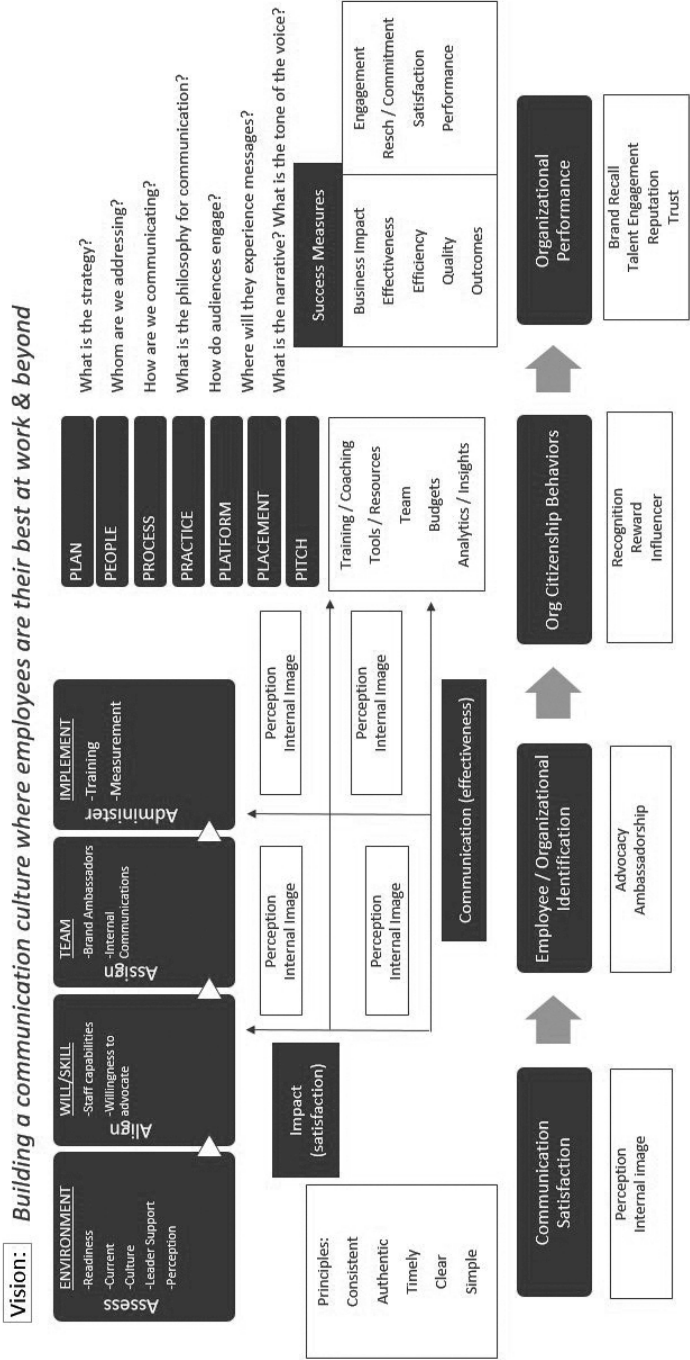 Vision:
Building a communication culture where employees are their best at work & beyond
Assess
ENVIRONMENT
-Readiness
-Current
-Culture
-Leader Support
-Perception
Align
WILL/SKILL
-Staff capabilities
-Willingness to
advocate
Assign
TEAM
-Brand Ambassadors
-Internal
Communications
Administer
IMPLEMENT
-Training
-Measurement
PLAN
What is the strategy?
PEOPLE
Whom are we addressing?
PROCESS
How are we communicating?
PRACTICE
What is the philosophy for communication?
PLATFORM
How do audiences engage?
PLACEMENT
Where will they experience messages?
PITCH
What is the narrative? What is the tone of the voice?
Principles:
Consistent
Authentic
Timely
Clear
Simple
Impact
(satisfaction)
Perception
Internal Image
Perception
Internal Image
Perception
Internal Image
Perception
Internal Image
Communication (effectiveness)
Training / Coaching
Tools / Resources
Team
Budgets
Analytics / Insights
Success Measures
Business Impact
Effectiveness
Efficiency
Quality
Outcomes
Engagement
Resch / Commitment
Satisfaction
Performance
Communication
Satisfaction
Employee / Organizational
Identification
Org Citizenship Behaviors
Organizational
Performance
Perception
Internal image
Advocacy
Ambassadorship
Recognition
Reward
Influencer
Brand Recall
Talent Engagement
Reputation
Trust